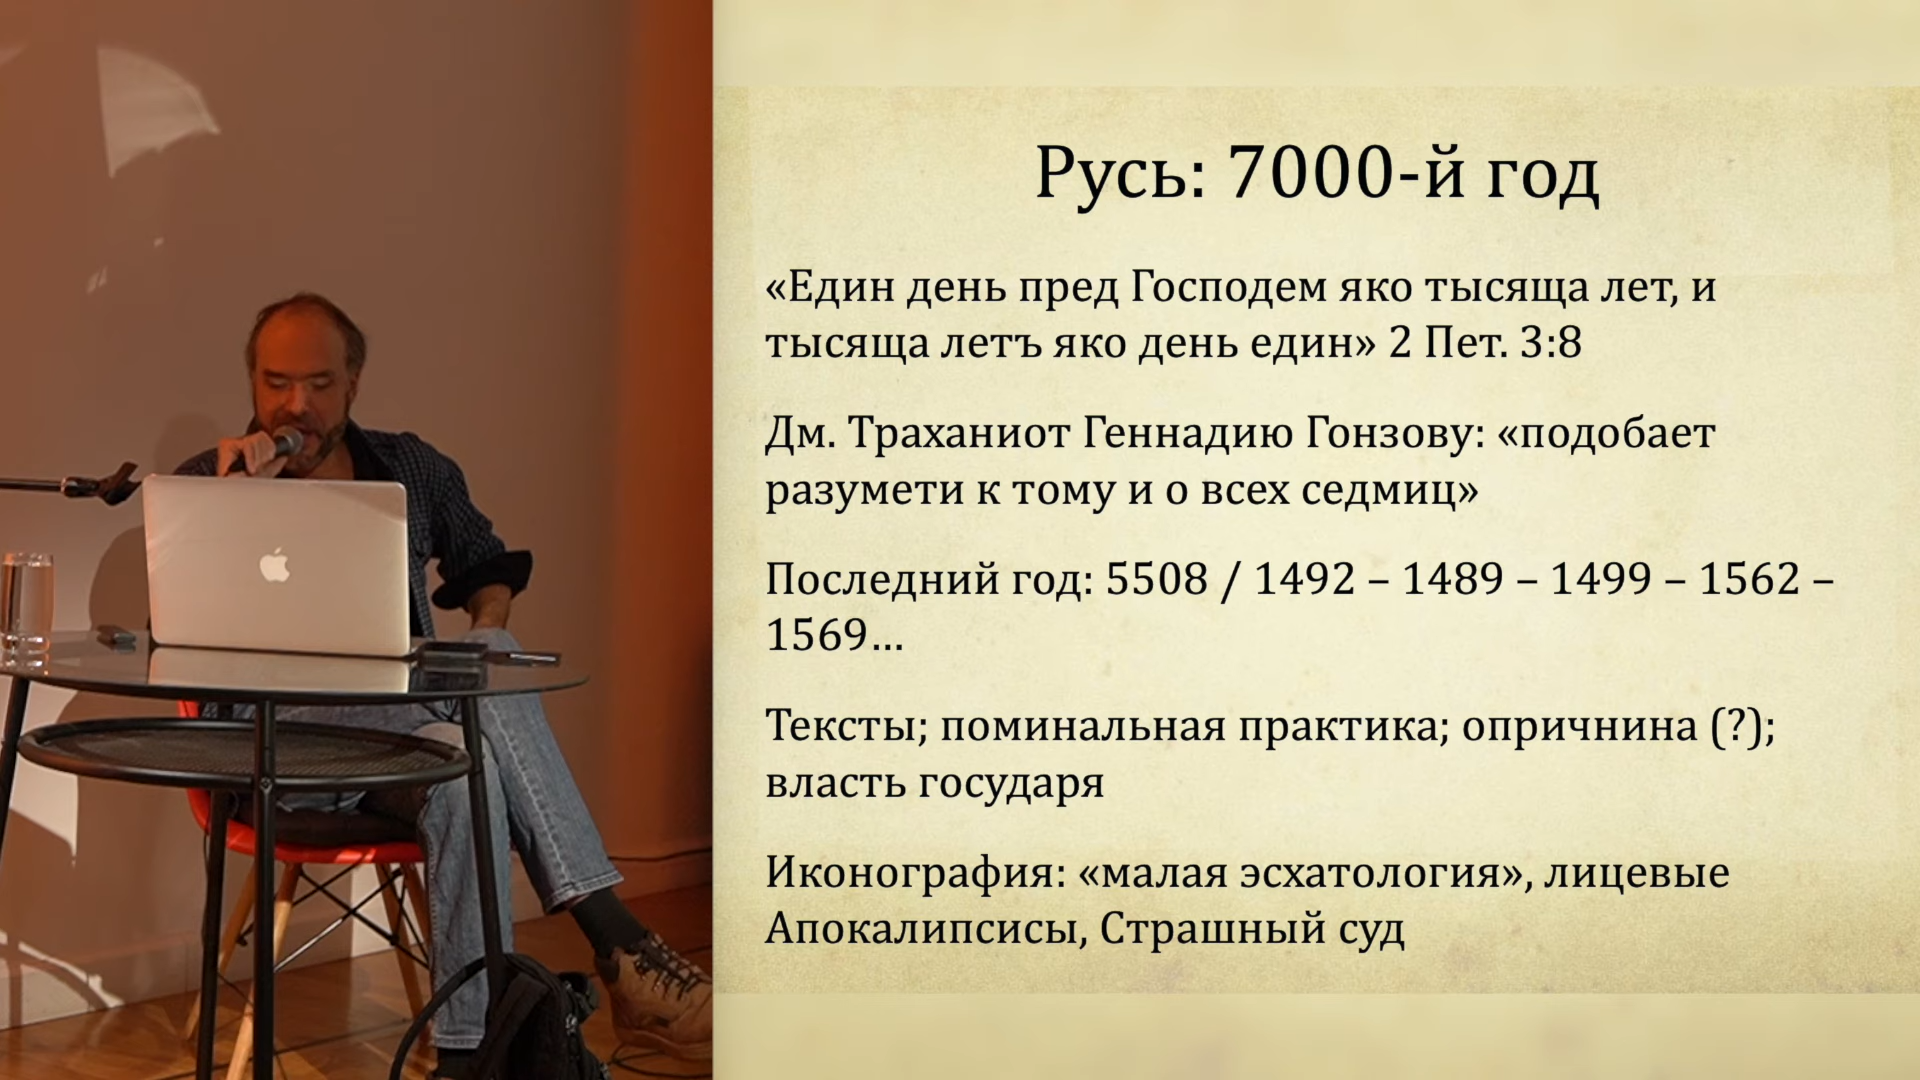 Русь: 7000-й год
«Един день пред Господем яко тысяща лет, и
тысяща летъ яко день един» 2 Пет. 3:8
Дм. Траханиот Геннадию Гонзову: «подобает
разумети к тому и о всех седмиц»
Последний год: 5508 / 1492 – 1489 – 1499 – 1562 –
1569...
Тексты; поминальная практика; опричнина (?);
власть государя
Иконография: «малая эсхатология», лицевые
Апокалипсисы, Страшный суд